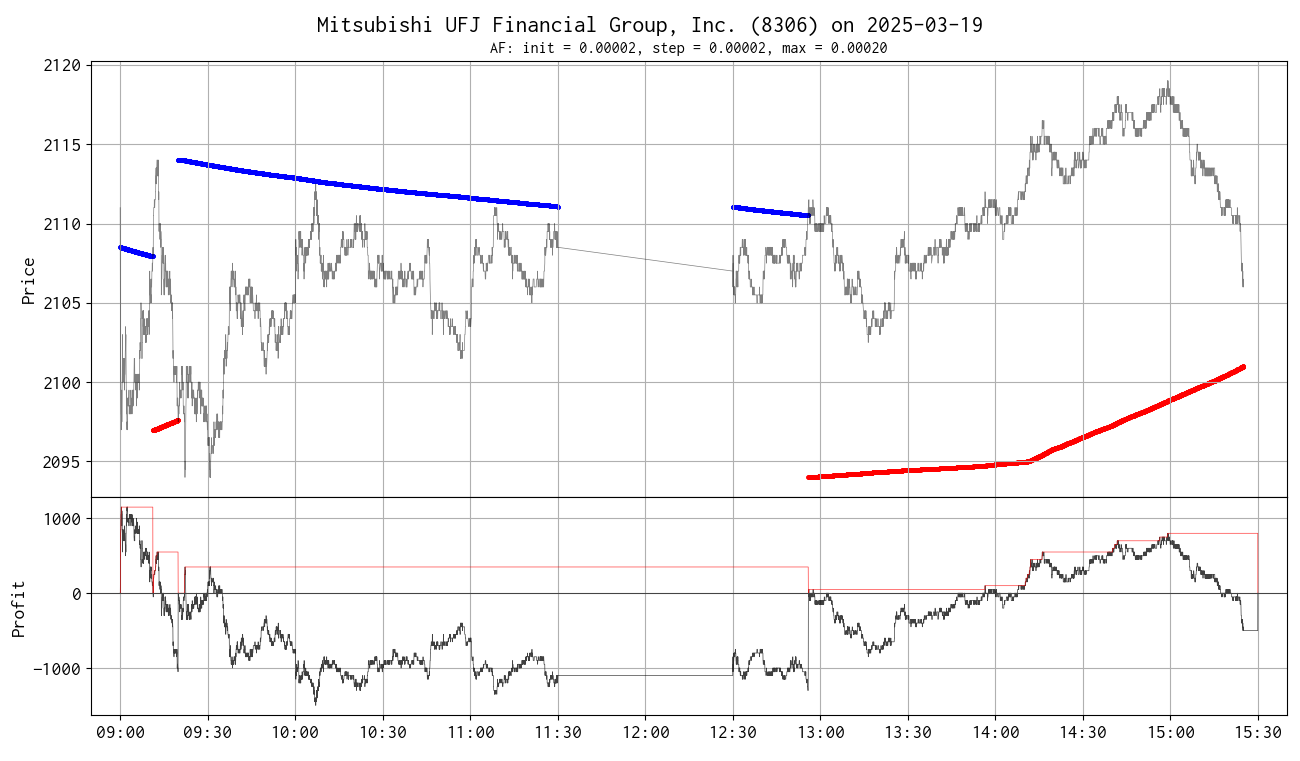 Mitsubishi UFJ Financial Group, Inc. (8306) on 2025-03-19
AF: init = 0.00002, step = 0.00002, max = 0.00020
Price
2120
2115
2110
2105
2100
2095
Profit
1000
0
−1000
09:00 09:30 10:00 10:30 11:00 11:30 12:00 12:30 13:00 13:30 14:00 14:30 15:00 15:30